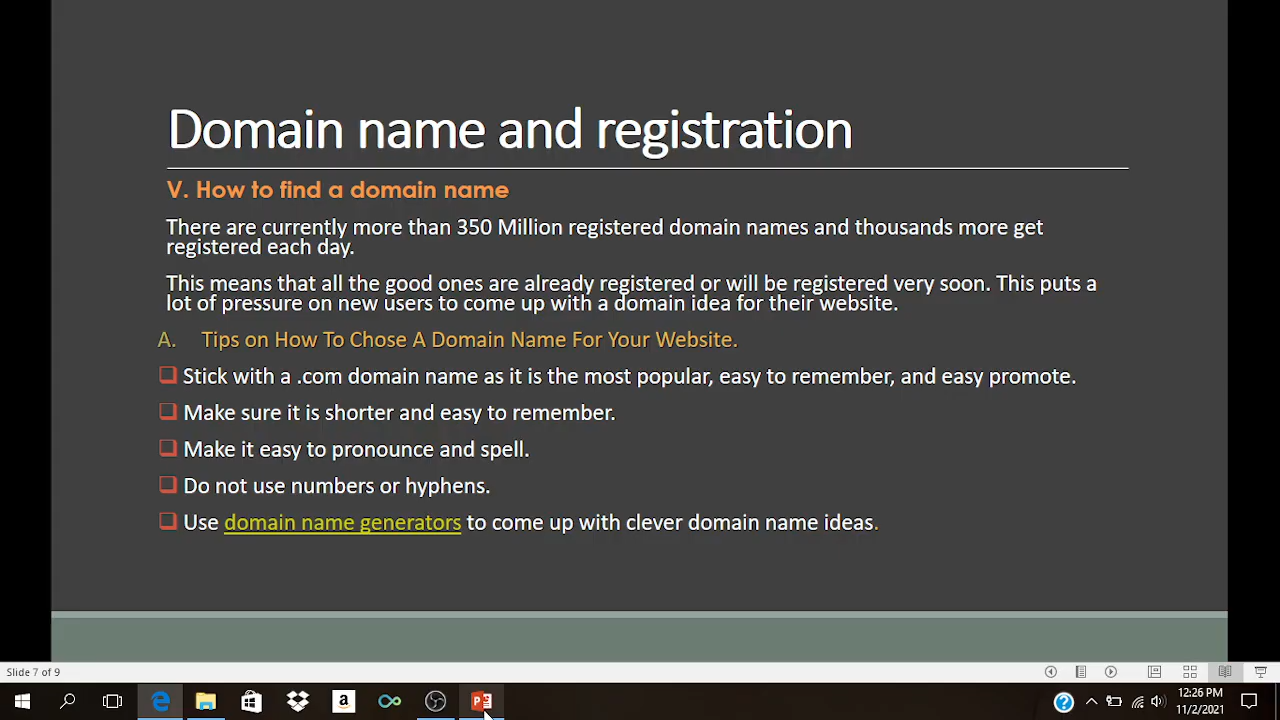 Domain name and registration
V. How to find a domain name
There are currently more than 350 Million registered domain names and thousands more get
registered each day.
This means that all the good ones are already registered or will be registered very soon. This puts a
lot of pressure on new users to come up with a domain idea for their website.
A. Tips on How To Chose A Domain Name For Your Website.
Stick with a .com domain name as it is the most popular, easy to remember, and easy promote.
Make sure it is shorter and easy to remember.
Make it easy to pronounce and spell.
Do not use numbers or hyphens.
Use domain name generators to come up with clever domain name ideas.
Slide 7 of 9
12:26 PM
11/2/2021